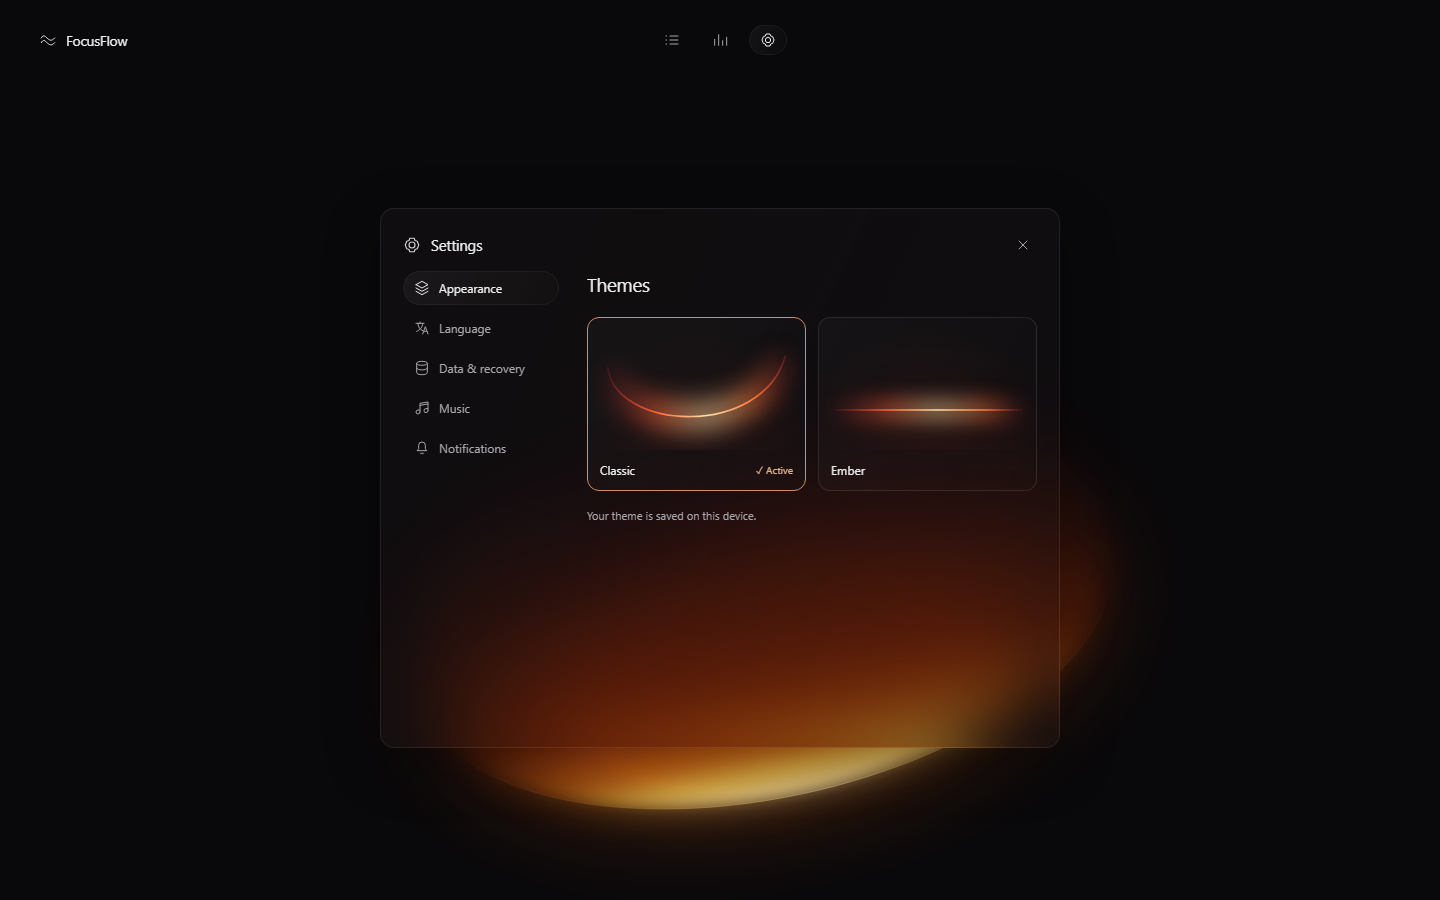 FocusFlow
Settings
Appearance
Language
Data & recovery
Music
Notifications
Themes
Classic
✓ Active
Ember
Your theme is saved on this device.